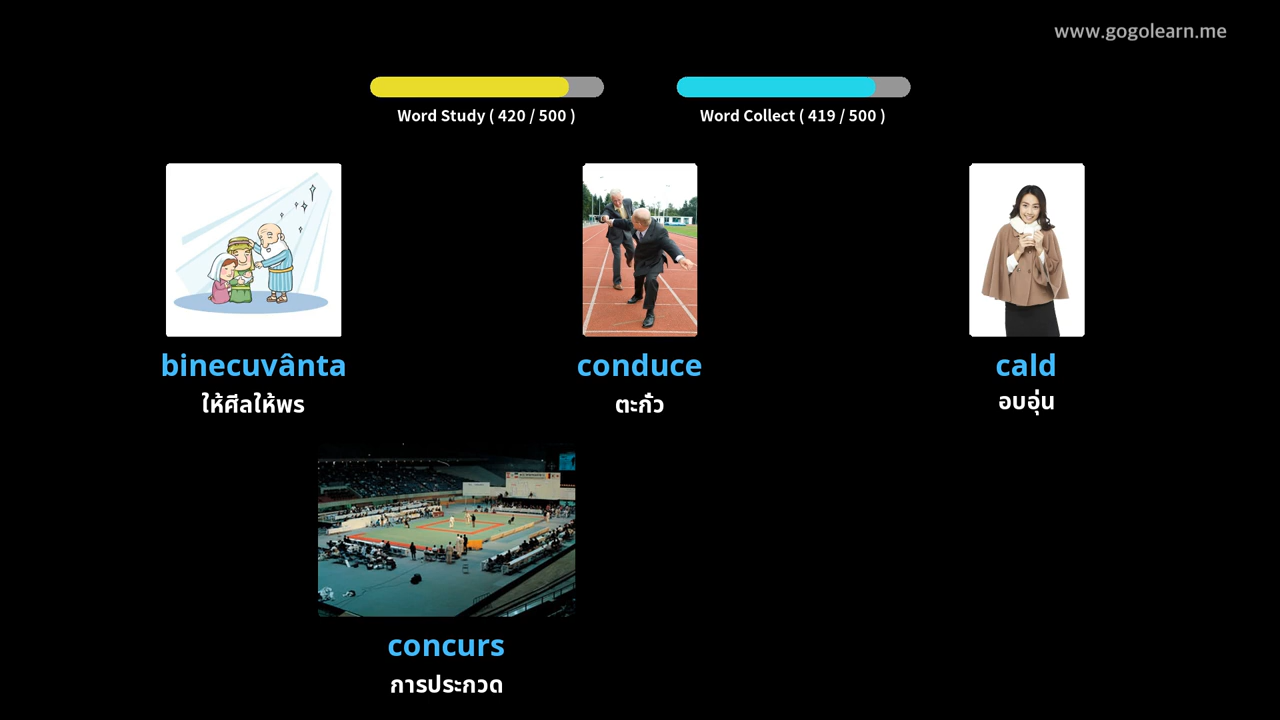 www.gogolearn.me
Word Study ( 420 / 500 )
Word Collect ( 419 / 500 )
binecuvânta
conduce
cald
ให้ศีลให้พร
ตะกั่ว
อบอุ่น
concurs
การประกวด